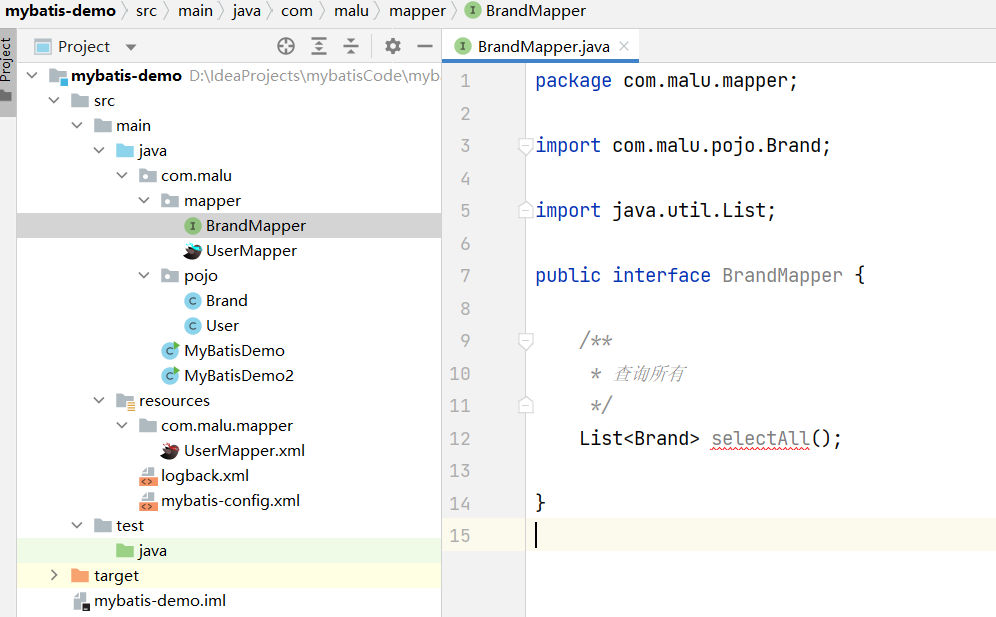 mybatis-demo src main java com malu mapper BrandMapper
Project
Project
BrandMapper.java
mybatis-demo D:\IdeaProjects\mybatisCode\myb
src
main
java
com.malu
mapper
BrandMapper
UserMapper
pojo
Brand
User
MyBatisDemo
MyBatisDemo2
resources
com.malu.mapper
UserMapper.xml
logback.xml
mybatis-config.xml
test
java
target
mybatis-demo.iml
1 package com.malu.mapper;
2
3 import com.malu.pojo.Brand;
4
5 import java.util.List;
6
7 public interface BrandMapper {
8
9 /**
10 * 查询所有
11 */
12 List<Brand> selectAll();
13
14 }
15